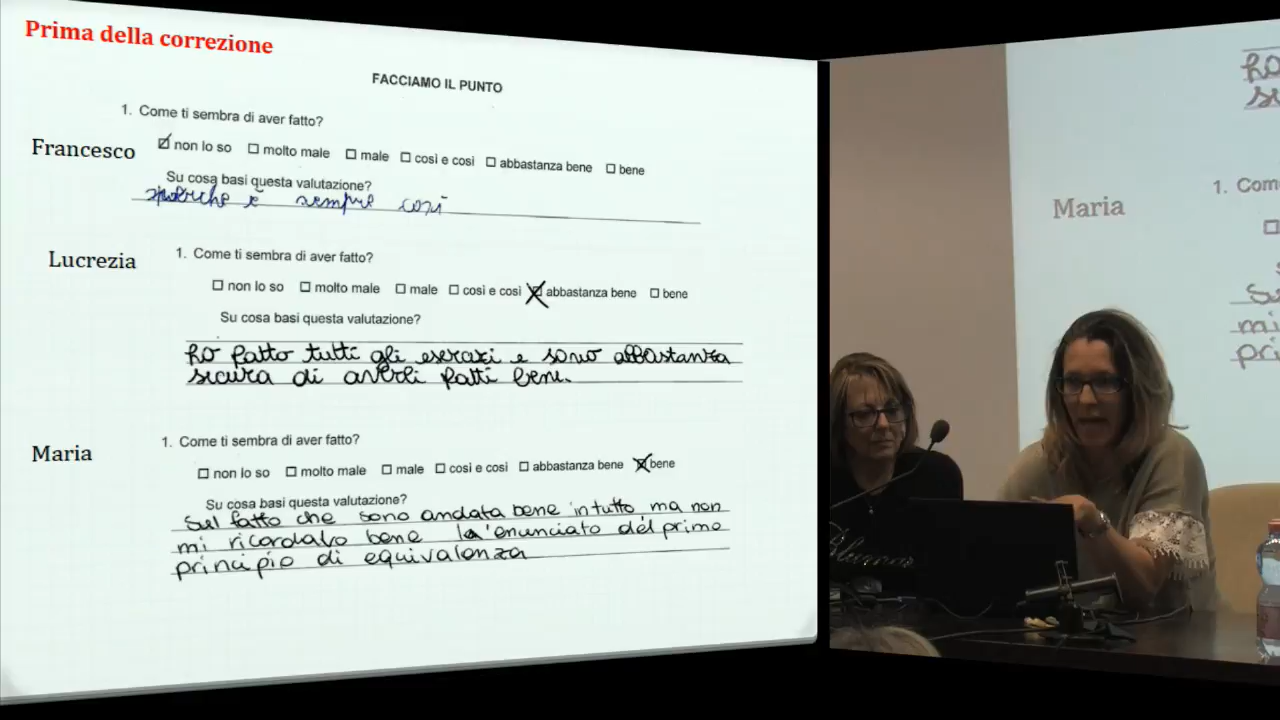 Prima della correzione
FACCIAMO IL PUNTO
1. Come ti sembra di aver fatto?
Francesco
☑ non lo so ☐ molto male ☐ male ☐ così e così ☐ abbastanza bene ☐ bene
Su cosa basi questa valutazione?
perche è sempre cosi
Lucrezia
1. Come ti sembra di aver fatto?
☐ non lo so ☐ molto male ☐ male ☐ così e così ☒ abbastanza bene ☐ bene
Su cosa basi questa valutazione?
ho fatto tutti gli esercizi e sono abbastanza
sicura di averli fatti bene.
Maria
1. Come ti sembra di aver fatto?
☐ non lo so ☐ molto male ☐ male ☐ così e così ☐ abbastanza bene ☒ bene
Su cosa basi questa valutazione?
Sul fatto che sono andata bene in tutto ma non
mi ricordavo bene l'enunciato del primo
principio di equivalenza
ho
1. Com
Maria
mi